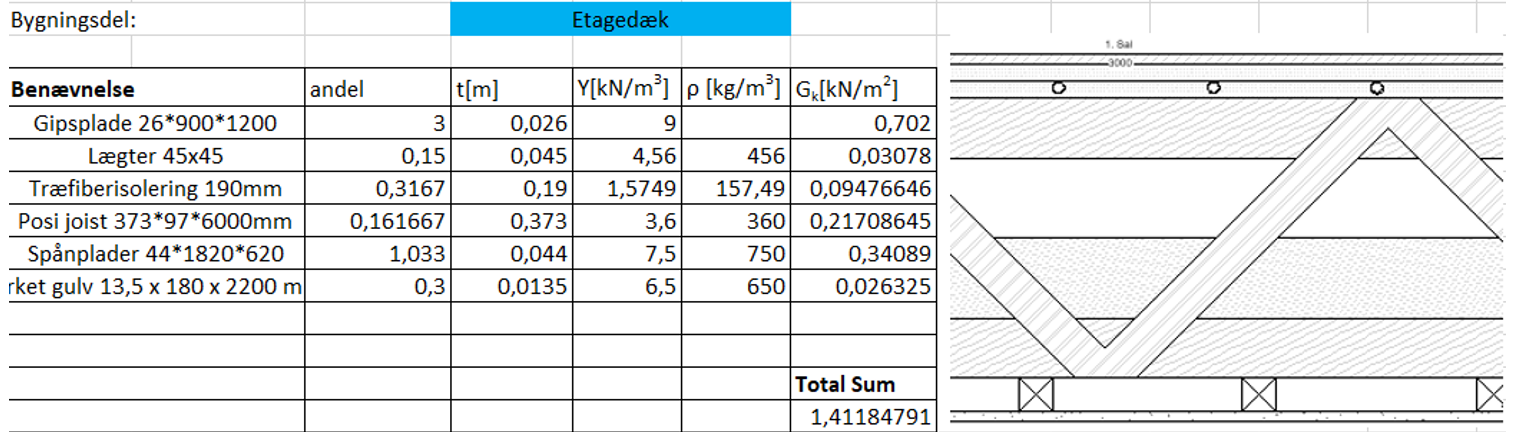 Bygningsdel: Etagedæk
Benævnelse andel t[m] Y[kN/m³] ρ [kg/m³] Gk[kN/m²]
Gipsplade 26*900*1200 3 0,026 9 0,702
Lægter 45x45 0,15 0,045 4,56 456 0,03078
Træfiberisolering 190mm 0,3167 0,19 1,5749 157,49 0,09476646
Posi joist 373*97*6000mm 0,161667 0,373 3,6 360 0,21708645
Spånplader 44*1820*620 1,033 0,044 7,5 750 0,34089
rket gulv 13,5 x 180 x 2200 m 0,3 0,0135 6,5 650 0,026325
Total Sum
1,41184791
1. Sal
3000